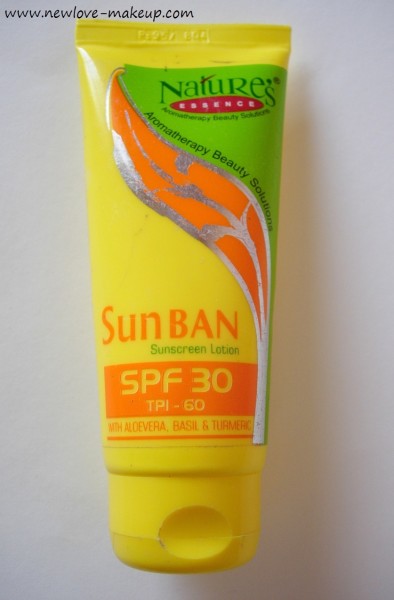 www.newlove-makeup.com
Nature's®
ESSENCE
Aromatherapy Beauty Solutions
Aromatherapy Beauty Solutions
Sun BAN
Sunscreen Lotion
SPF 30
TPI - 60
WITH ALOEVERA, BASIL & TURMERIC